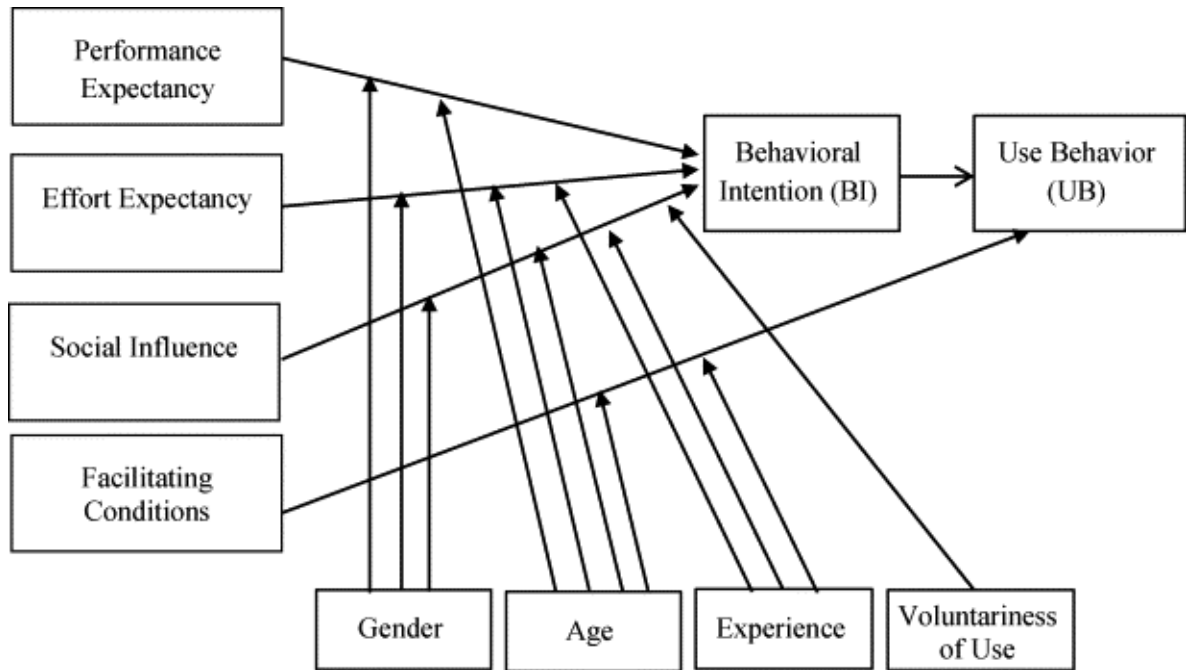 Performance
Expectancy
Effort Expectancy
Social Influence
Facilitating
Conditions
Behavioral
Intention (BI)
Use Behavior
(UB)
Gender
Age
Experience
Voluntariness
of Use